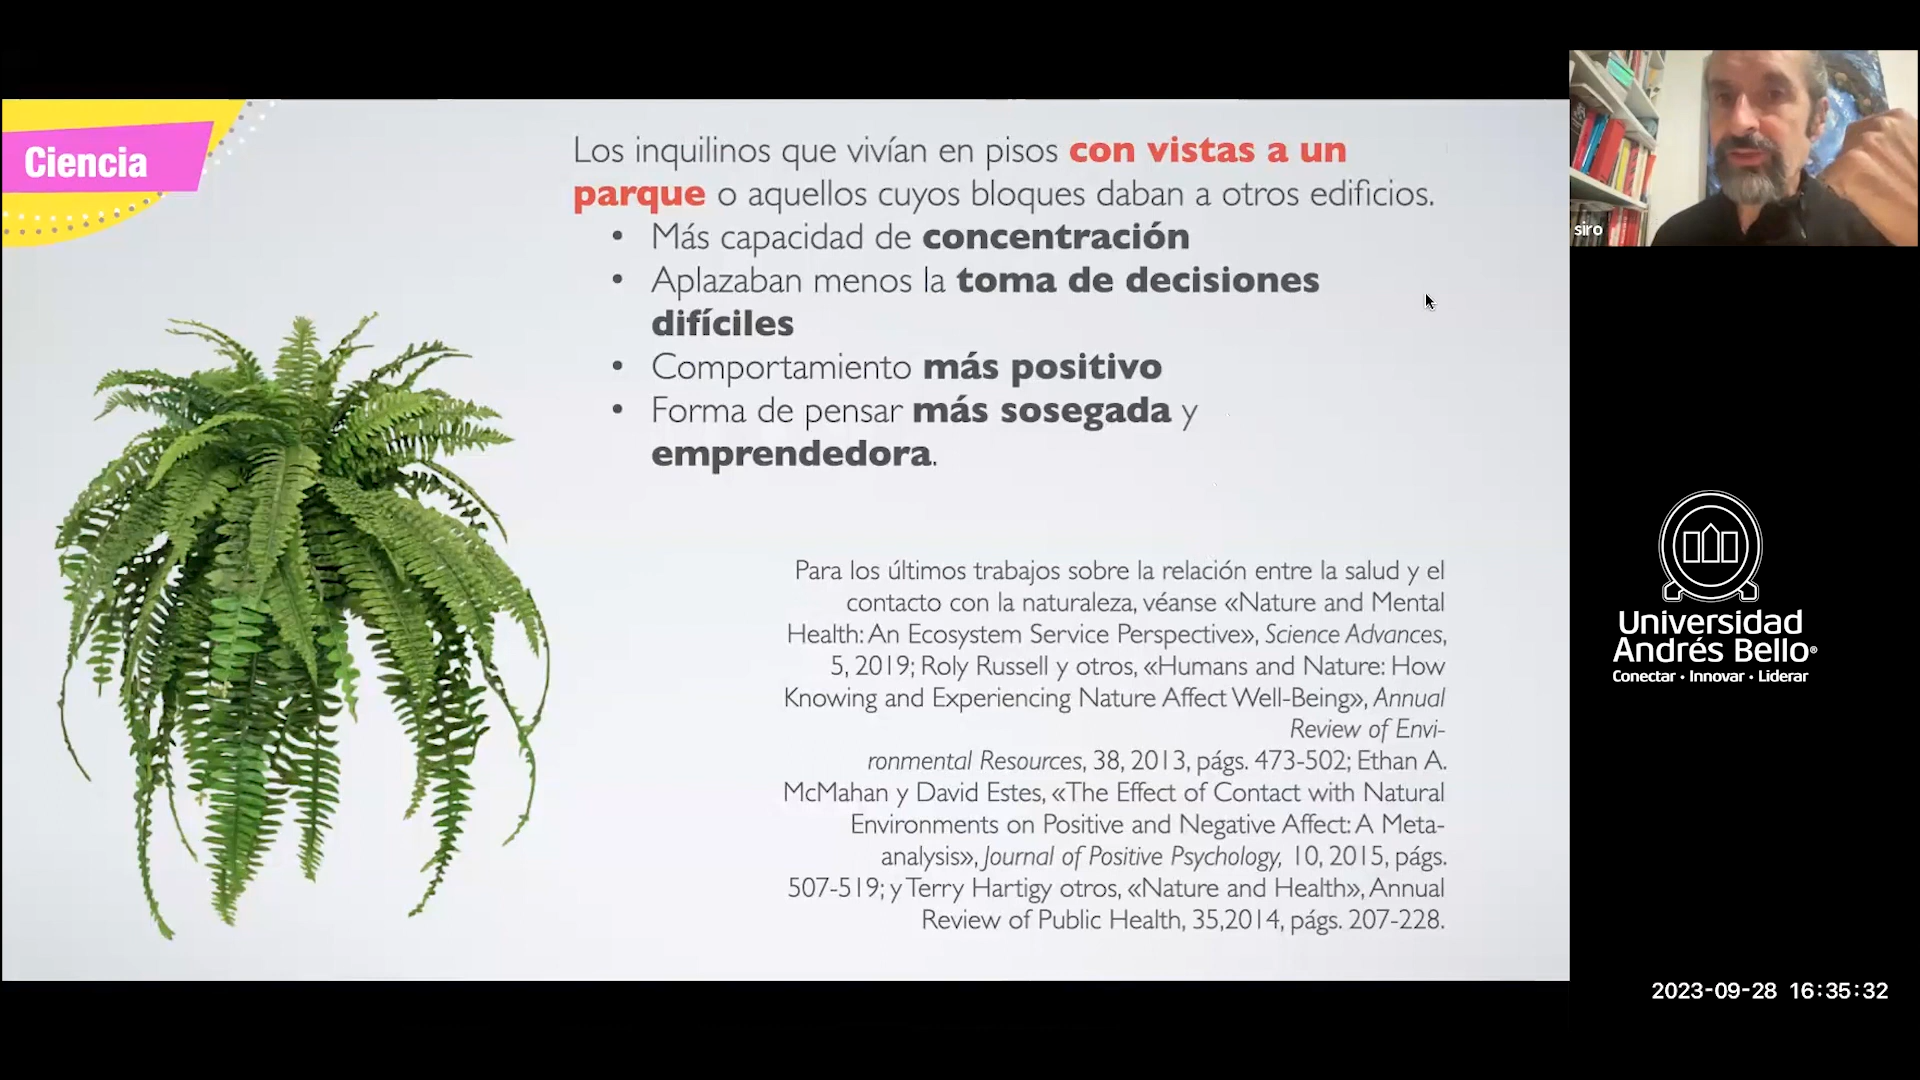 Ciencia
Los inquilinos que vivían en pisos con vistas a un
parque o aquellos cuyos bloques daban a otros edificios.
• Más capacidad de concentración
• Aplazaban menos la toma de decisiones
difíciles
• Comportamiento más positivo
• Forma de pensar más sosegada y
emprendedora.
Para los últimos trabajos sobre la relación entre la salud y el
contacto con la naturaleza, véanse «Nature and Mental
Health: An Ecosystem Service Perspective», Science Advances,
5, 2019; Roly Russell y otros, «Humans and Nature: How
Knowing and Experiencing Nature Affect Well-Being», Annual
Review of Envi-
ronmental Resources, 38, 2013, págs. 473-502; Ethan A.
McMahan y David Estes, «The Effect of Contact with Natural
Environments on Positive and Negative Affect: A Meta-
analysis», Journal of Positive Psychology, 10, 2015, págs.
507-519; y Terry Hartigy otros, «Nature and Health», Annual
Review of Public Health, 35,2014, págs. 207-228.
siro
Universidad
Andrés Bello®
Conectar • Innovar • Liderar
2023-09-28 16:35:32